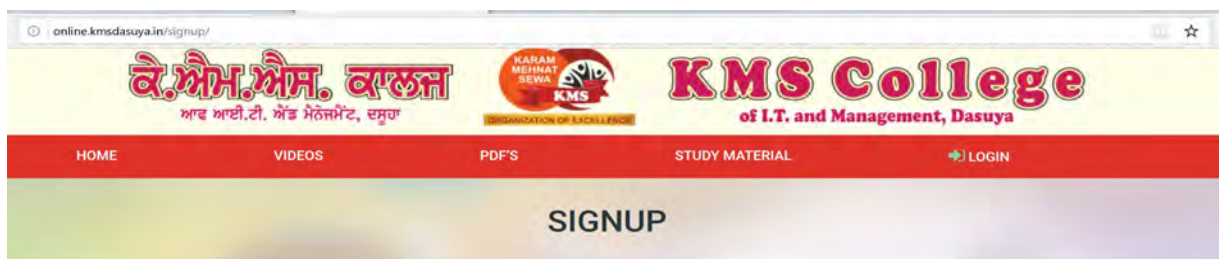 online.kmsdasuya.in/signup/
ਕੇ.ਐਮ.ਐਸ. ਕਾਲਜ
ਆਫ ਆਈ.ਟੀ. ਐਂਡ ਮੈਨੇਜਮੈਂਟ, ਦਸੂਹਾ
KARAM
MEHNAT
SEWA
KMS
ORGANIZATION OF EXCELLENCE
KMS College
of I.T. and Management, Dasuya
HOME VIDEOS PDF'S STUDY MATERIAL LOGIN
SIGNUP